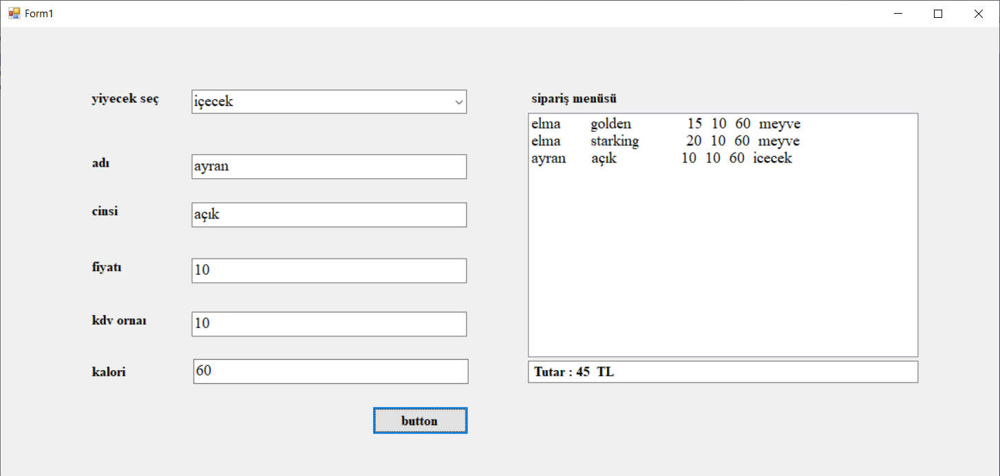 Form1
yiyecek seç
içecek
adı
ayran
cinsi
açık
fiyatı
10
kdv ornaı
10
kalori
60
button
sipariş menüsü
elma golden 15 10 60 meyve
elma starking 20 10 60 meyve
ayran açık 10 10 60 icecek
Tutar : 45 TL